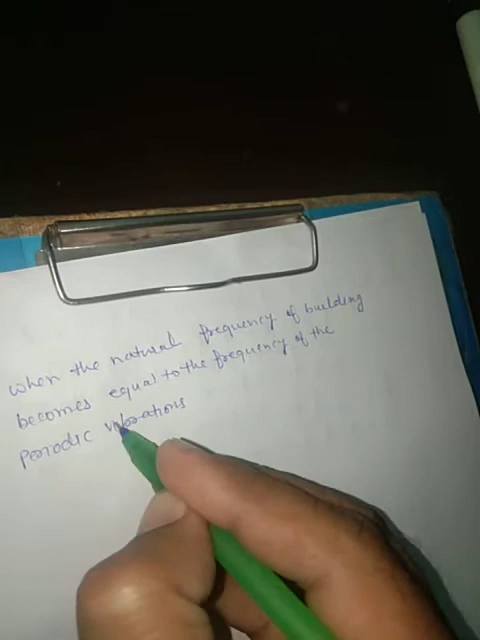 when the natural frequency of building
becomes equal to the frequency of the
Periodic vibrations